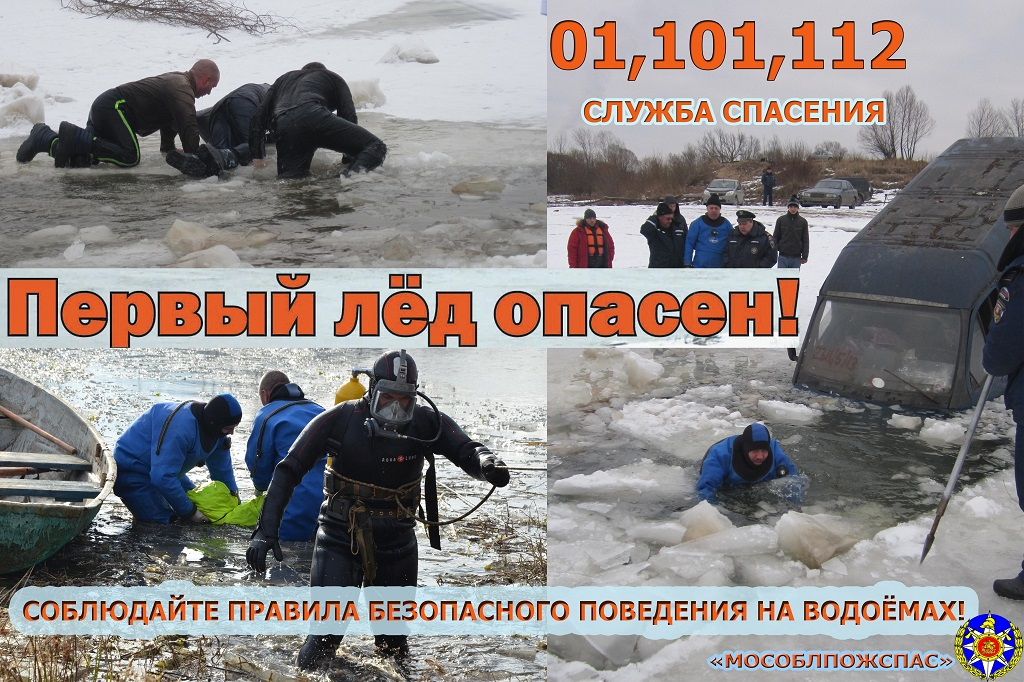 01,101,112
СЛУЖБА СПАСЕНИЯ
Первый лёд опасен!
СОБЛЮДАЙТЕ ПРАВИЛА БЕЗОПАСНОГО ПОВЕДЕНИЯ НА ВОДОЁМАХ!
«МОСОБЛПОЖСПАС»